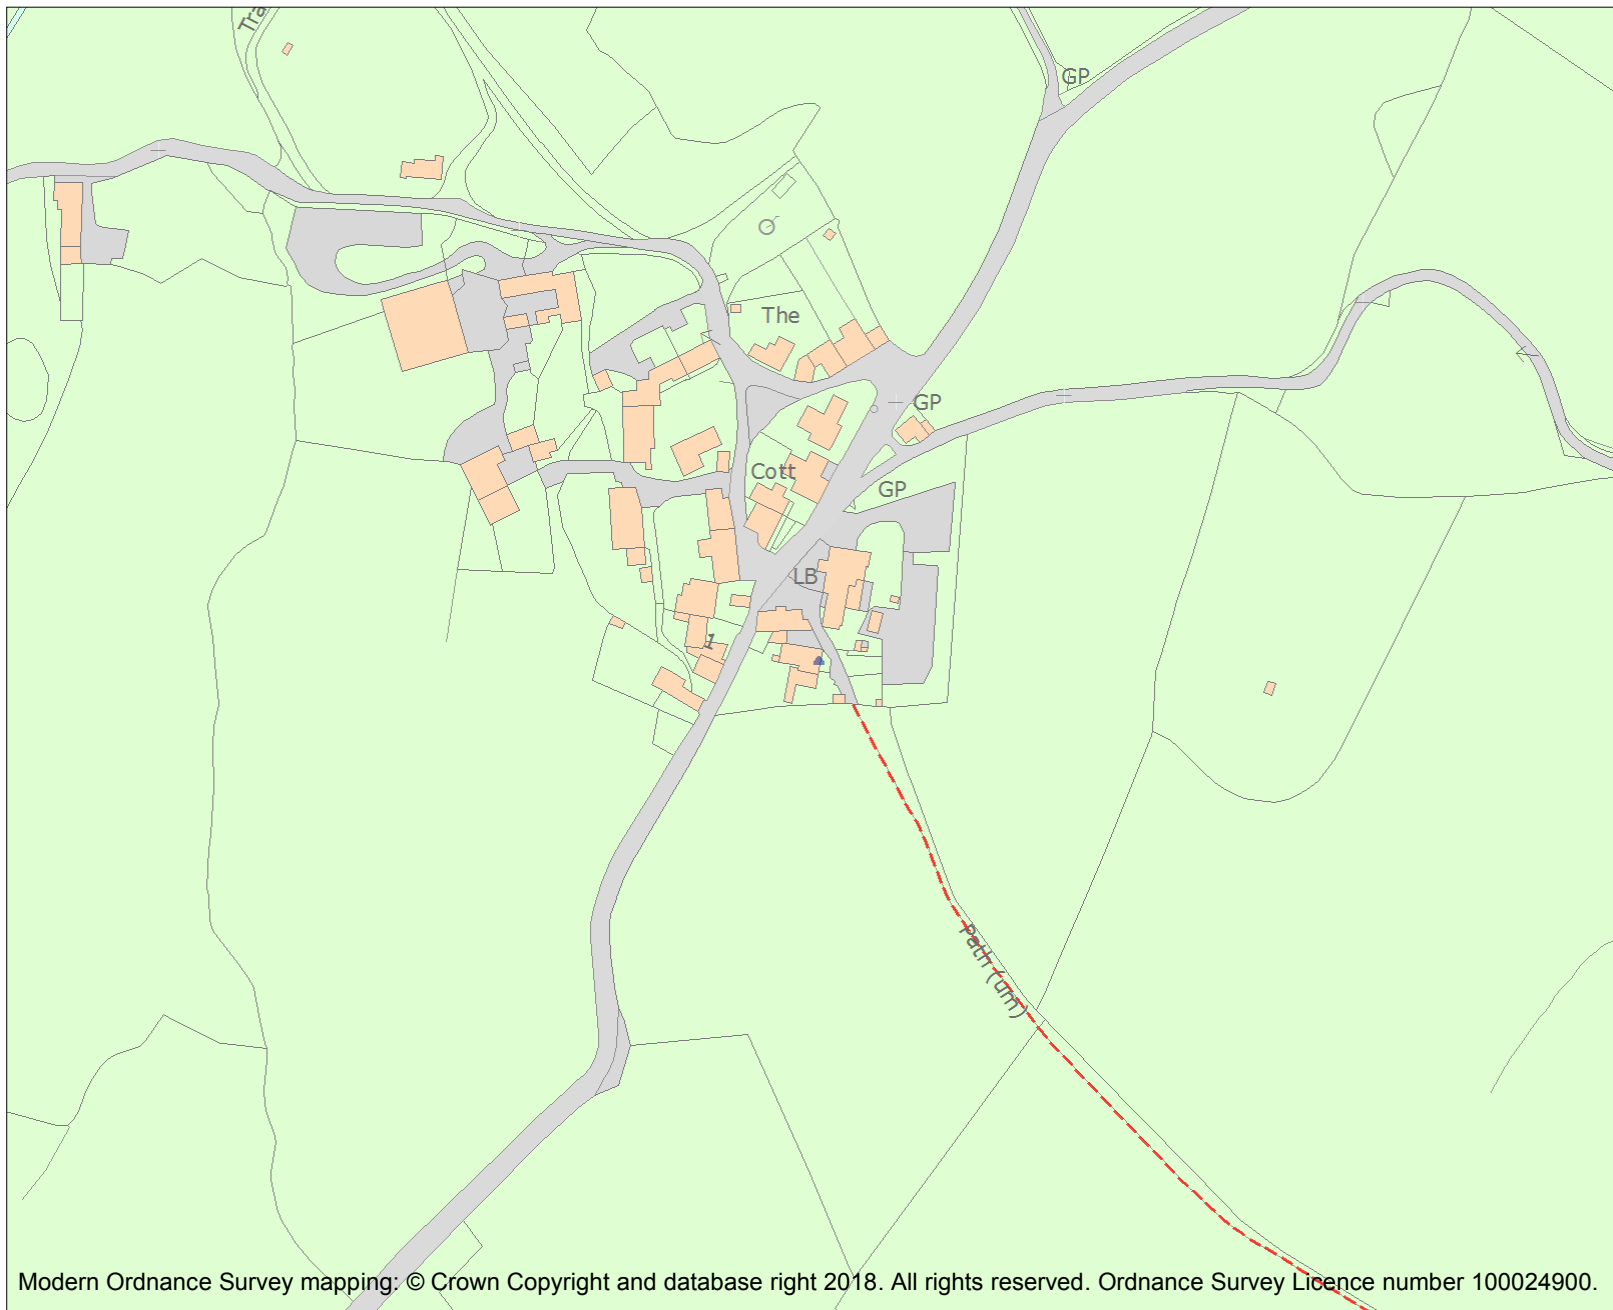 Tra
GP
The
GP
Cott
GP
LB
1
Path (um)
Modern Ordnance Survey mapping: © Crown Copyright and database right 2018. All rights reserved. Ordnance Survey Licence number 100024900.